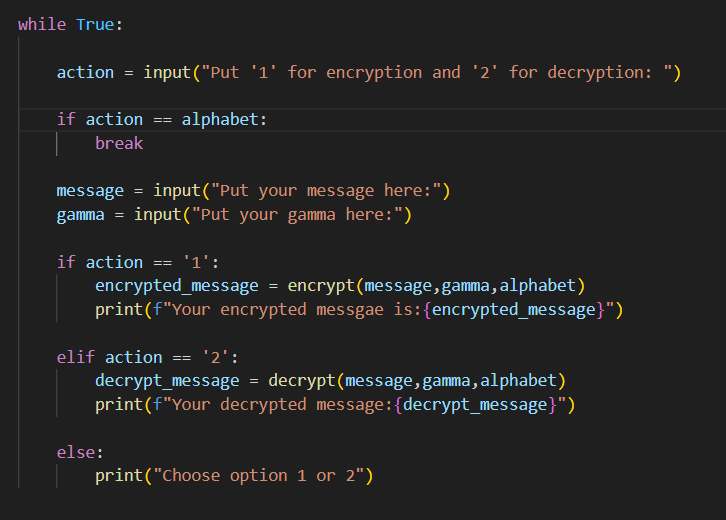 while True:
action = input("Put '1' for encryption and '2' for decryption: ")
if action == alphabet:
break
message = input("Put your message here:")
gamma = input("Put your gamma here:")
if action == '1':
encrypted_message = encrypt(message,gamma,alphabet)
print(f"Your encrypted messgae is:{encrypted_message}")
elif action == '2':
decrypt_message = decrypt(message,gamma,alphabet)
print(f"Your decrypted message:{decrypt_message}")
else:
print("Choose option 1 or 2")